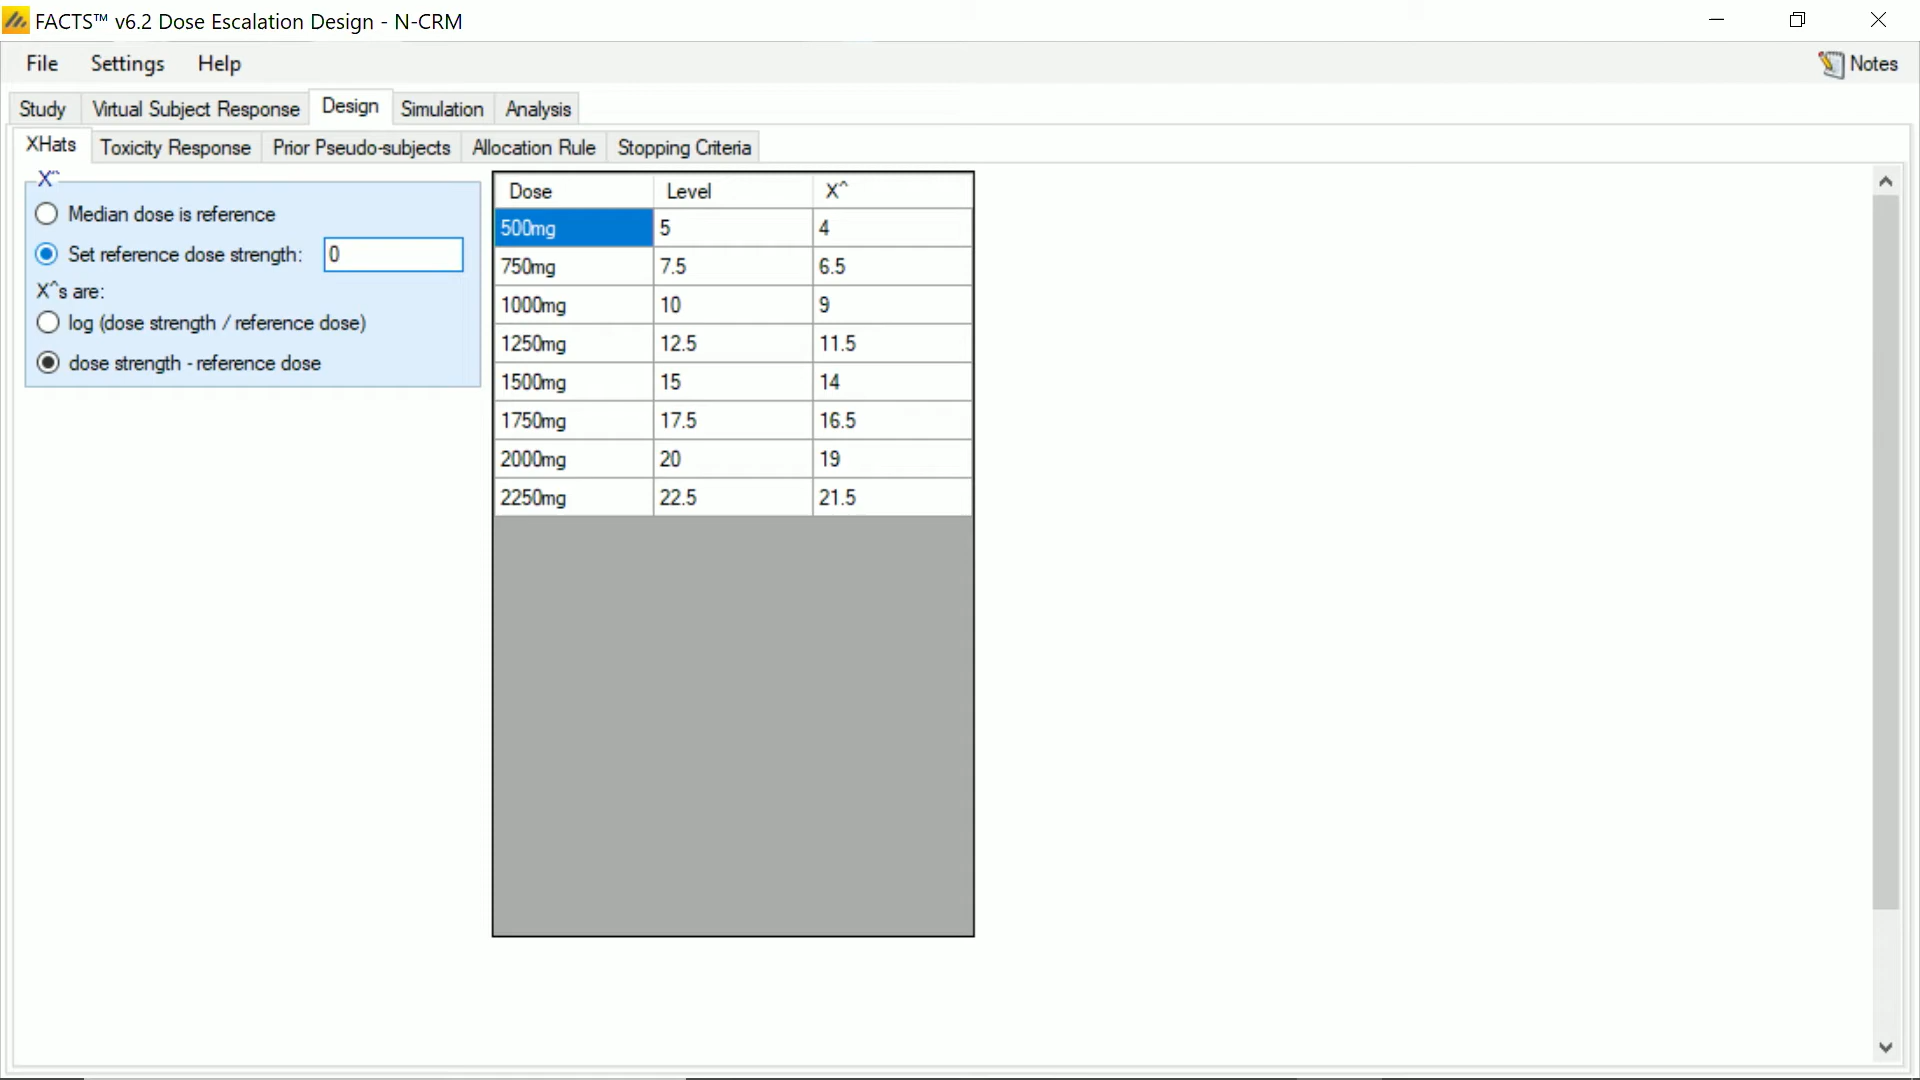 FACTS™ v6.2 Dose Escalation Design - N-CRM
File Settings Help Notes
Study Virtual Subject Response Design Simulation Analysis
XHats Toxicity Response Prior Pseudo-subjects Allocation Rule Stopping Criteria
X^
Median dose is reference
Set reference dose strength: 0
X^s are:
log (dose strength / reference dose)
dose strength - reference dose
Dose Level X^
500mg 5 4
750mg 7.5 6.5
1000mg 10 9
1250mg 12.5 11.5
1500mg 15 14
1750mg 17.5 16.5
2000mg 20 19
2250mg 22.5 21.5